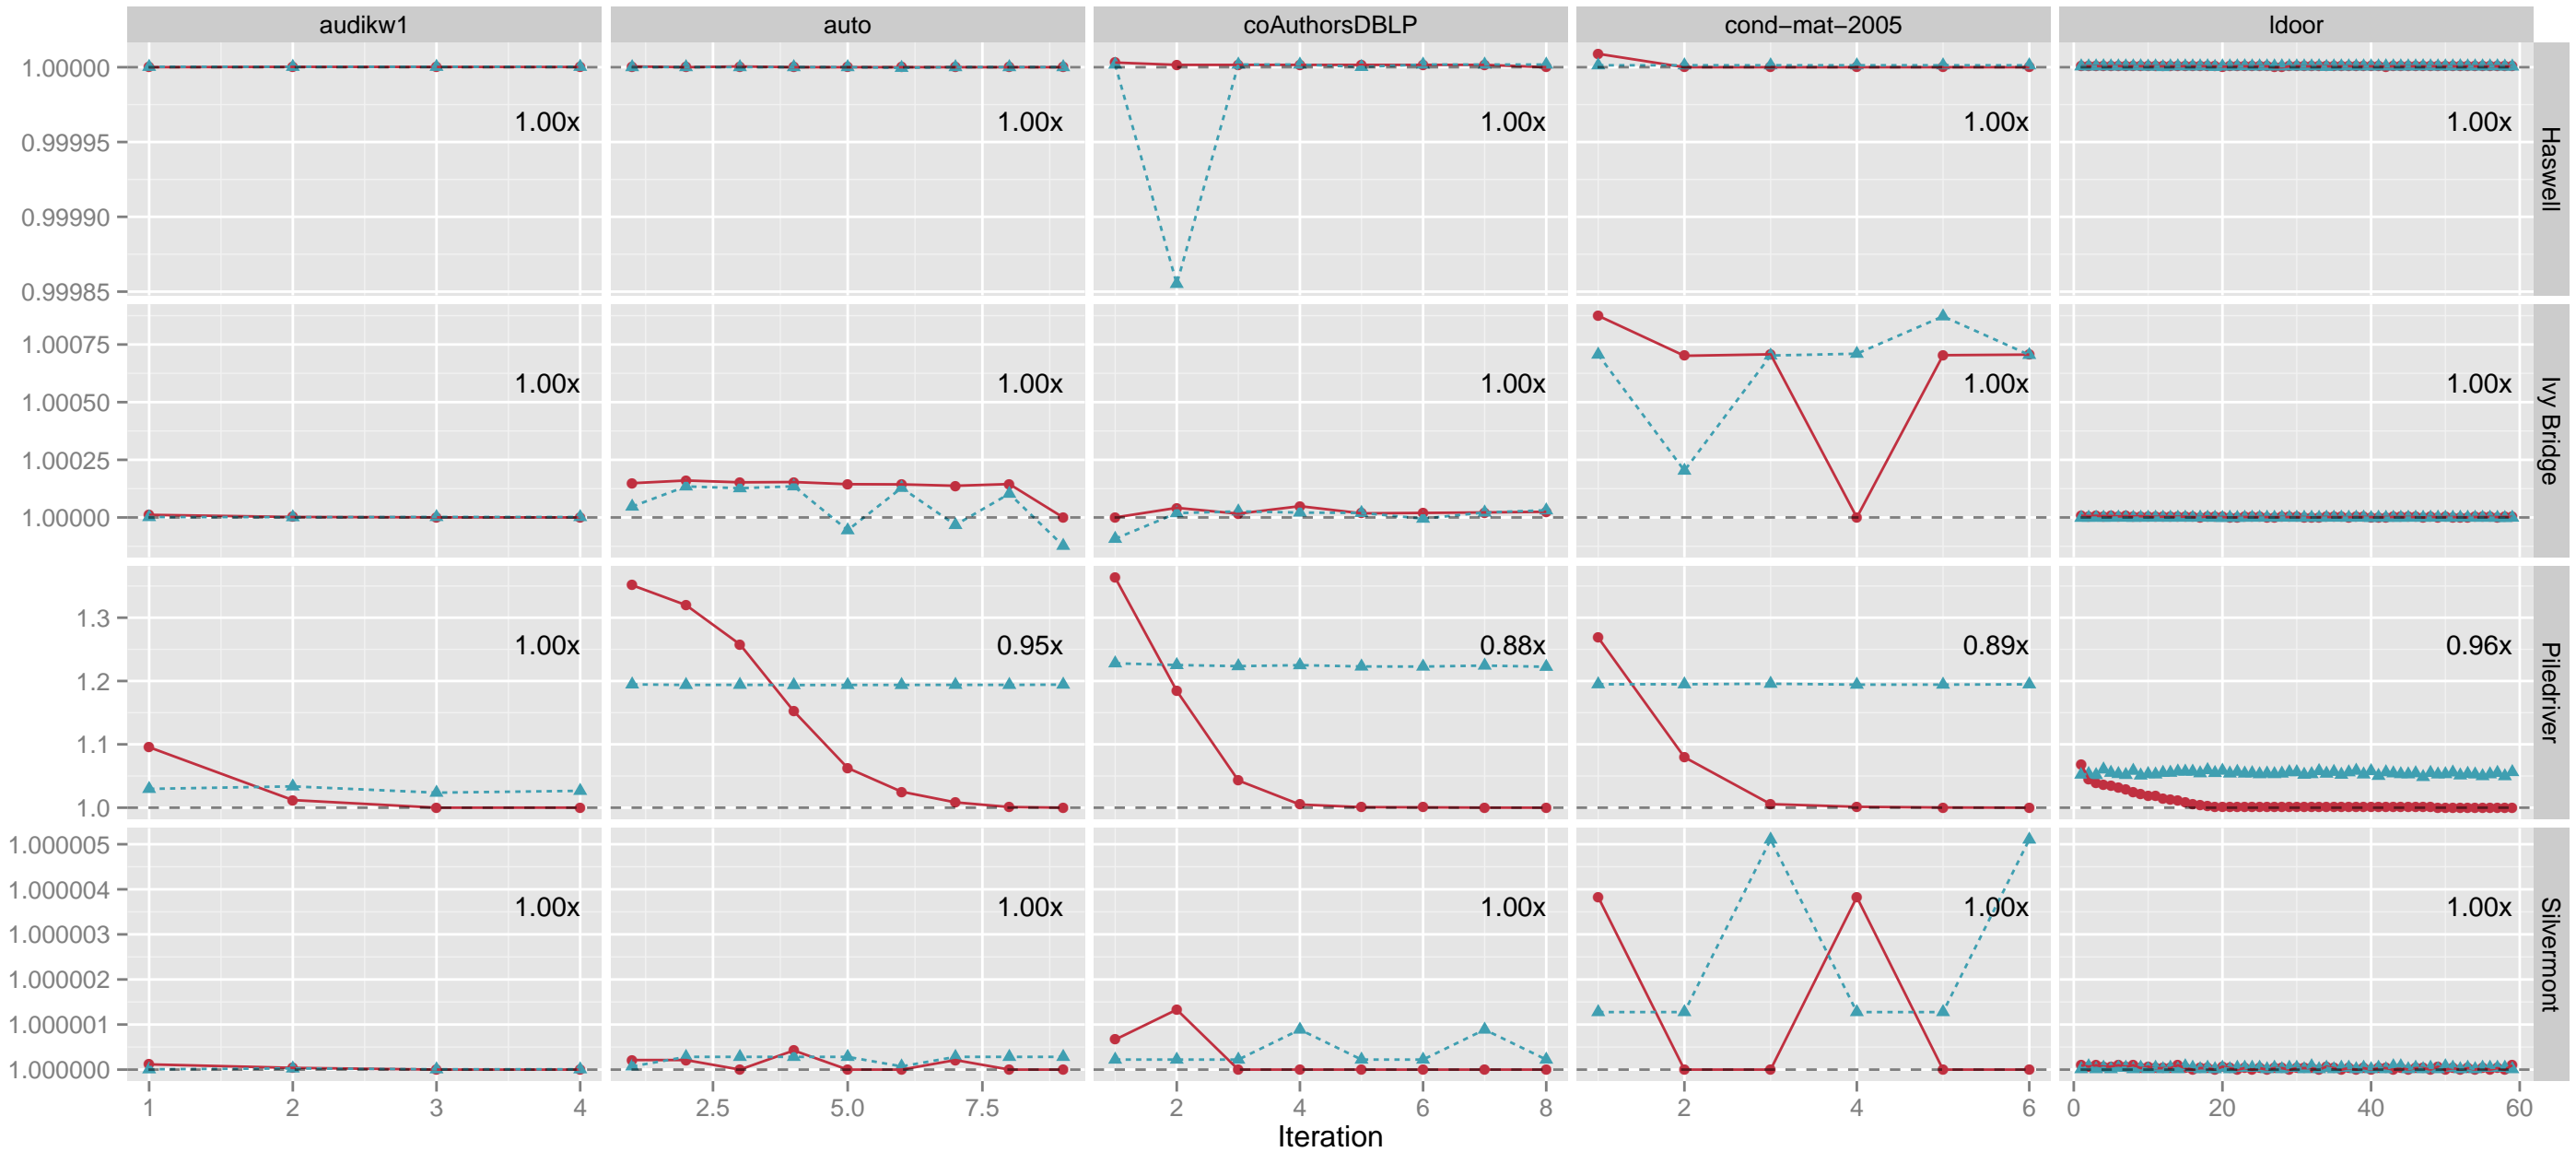 audikw1 auto coAuthorsDBLP cond−mat−2005 ldoor
1.00000
0.99995
0.99990
0.99985
1.00x 1.00x 1.00x 1.00x 1.00x
Haswell
1.00075
1.00050
1.00025
1.00000
1.00x 1.00x 1.00x 1.00x 1.00x
Ivy Bridge
1.3
1.2
1.1
1.0
1.00x 0.95x 0.88x 0.89x 0.96x
Piledriver
1.0000005
1.0000004
1.000003
1.000002
1.000001
1.000000
1.00x 1.00x 1.00x 1.00x 1.00x
Silvermont
1 2 3 4 2.5 5.0 7.5 2 4 6 8 2 4 6 0 20 40 60
Iteration